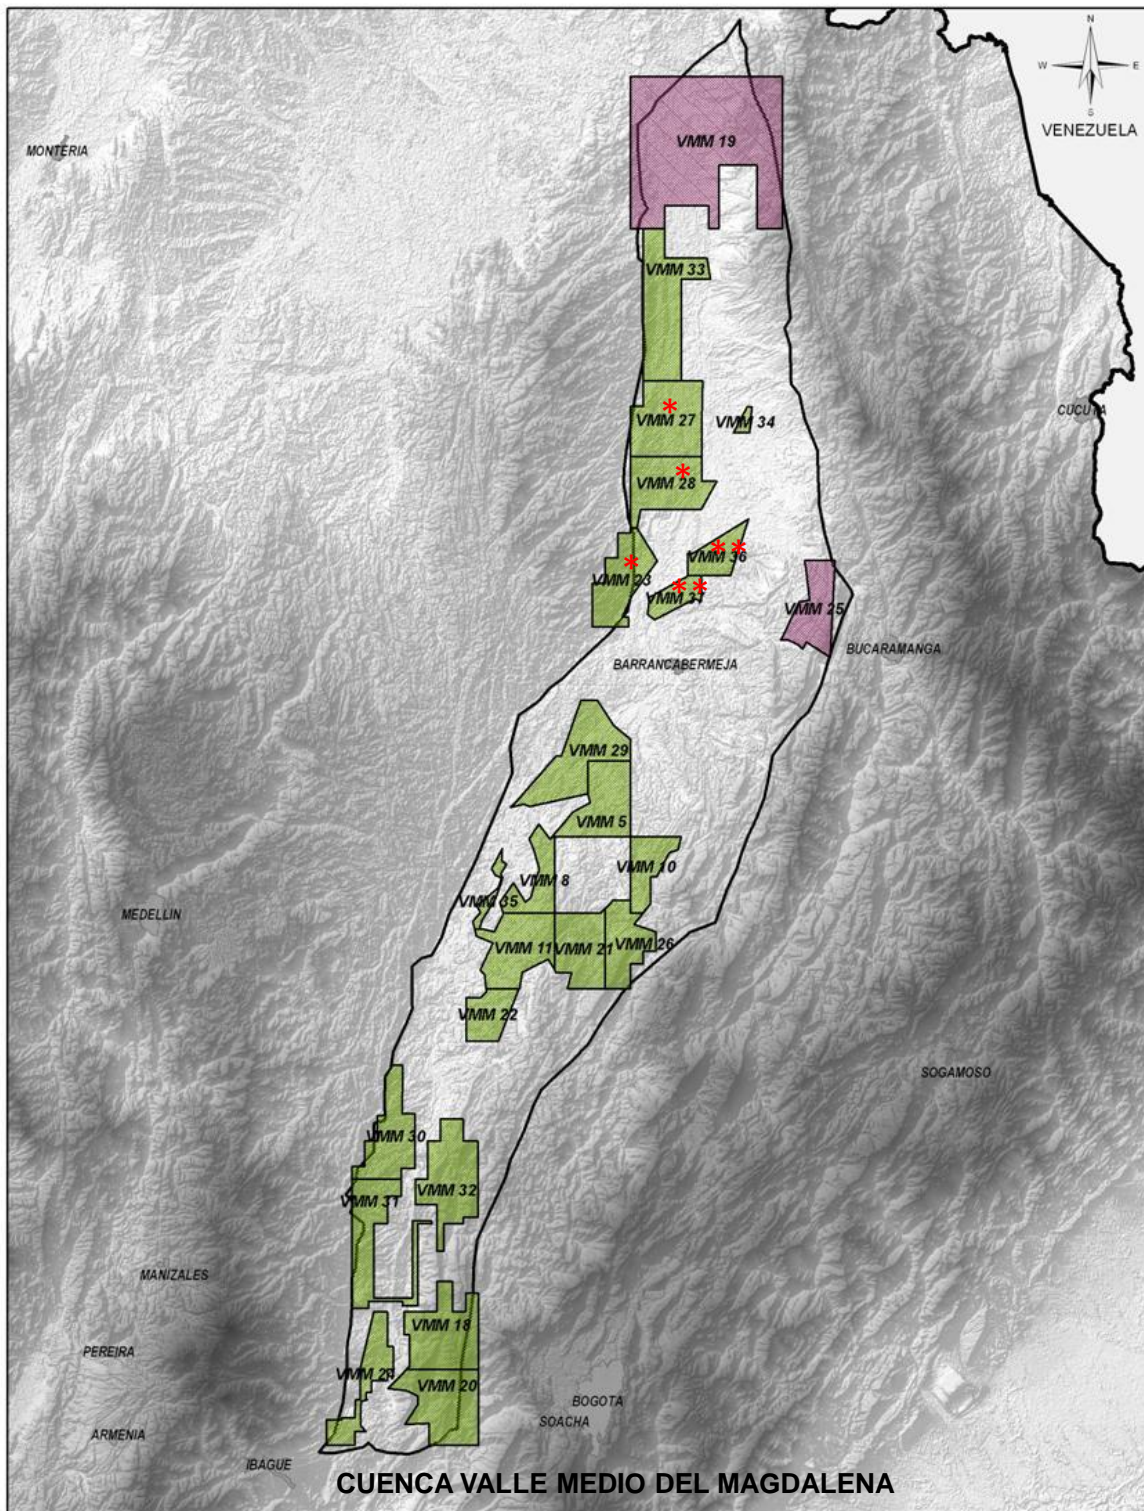 N
W E
S
VENEZUELA
MONTERIA
VMM 19
VMM 33
CUCUTA
VMM 27
VMM 34
VMM 28
VMM 36
VMM 23
VMM 25
BUCARAMANGA
BARRANCABERMEJA
VMM 29
VMM 5
VMM 8
VMM 10
VMM 35
MEDELLIN
VMM 11
VMM 21
VMM 26
VMM 22
SOGAMOSO
VMM 30
VMM 32
VMM 31
MANIZALES
VMM 18
PEREIRA
VMM 20
BOGOTA
SOACHA
ARMENIA
IBAGUE
CUENCA VALLE MEDIO DEL MAGDALENA